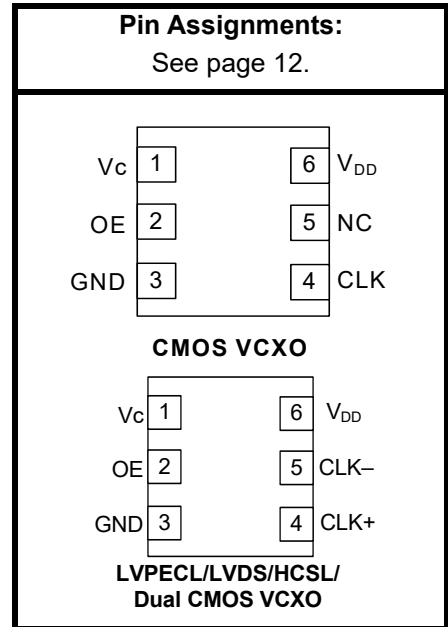 Pin Assignments:
See page 12.
Vc 1 6 VDD
OE 2 5 NC
GND 3 4 CLK
CMOS VCXO
Vc 1 6 VDD
OE 2 5 CLK–
GND 3 4 CLK+
LVPECL/LVDS/HCSL/
Dual CMOS VCXO